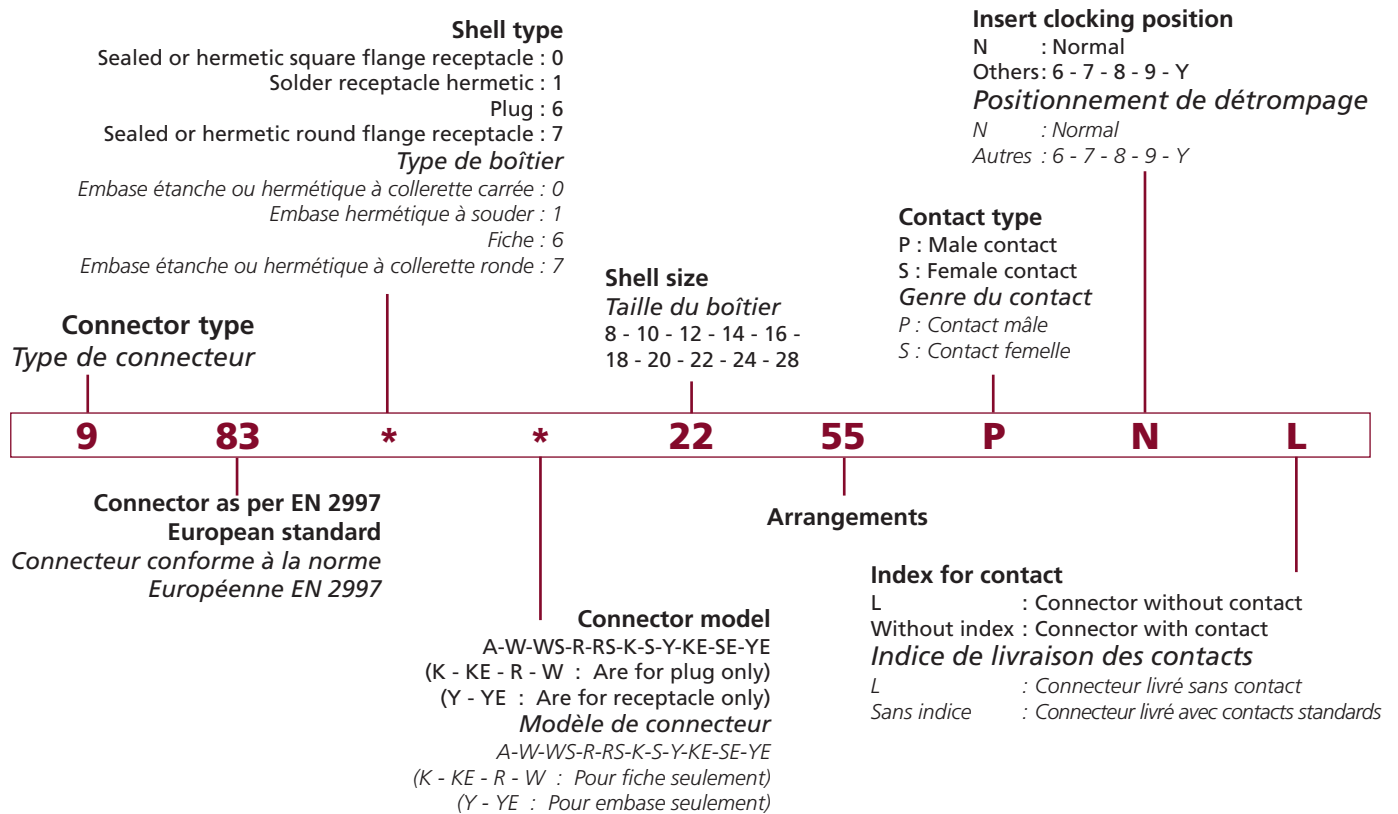 Shell type
Sealed or hermetic square flange receptacle : 0
Solder receptacle hermetic : 1
Plug : 6
Sealed or hermetic round flange receptacle : 7
Type de boîtier
Embase étanche ou hermétique à collerette carrée : 0
Embase hermétique à souder : 1
Fiche : 6
Embase étanche ou hermétique à collerette ronde : 7
Insert clocking position
N : Normal
Others : 6 - 7 - 8 - 9 - Y
Positionnement de détrompage
N : Normal
Autres : 6 - 7 - 8 - 9 - Y
Contact type
P : Male contact
S : Female contact
Genre du contact
P : Contact mâle
S : Contact femelle
Shell size
Taille du boîtier
8 - 10 - 12 - 14 - 16 -
18 - 20 - 22 - 24 - 28
Connector type
Type de connecteur
9 83 * * 22 55 P N L
Connector as per EN 2997
European standard
Connecteur conforme à la norme
Européenne EN 2997
Arrangements
Connector model
A-W-WS-R-RS-K-S-Y-KE-SE-YE
(K - KE - R - W : Are for plug only)
(Y - YE : Are for receptacle only)
Modèle de connecteur
A-W-WS-R-RS-K-S-Y-KE-SE-YE
(K - KE - R - W : Pour fiche seulement)
(Y - YE : Pour embase seulement)
Index for contact
L : Connector without contact
Without index : Connector with contact
Indice de livraison des contacts
L : Connecteur livré sans contact
Sans indice : Connecteur livré avec contacts standards